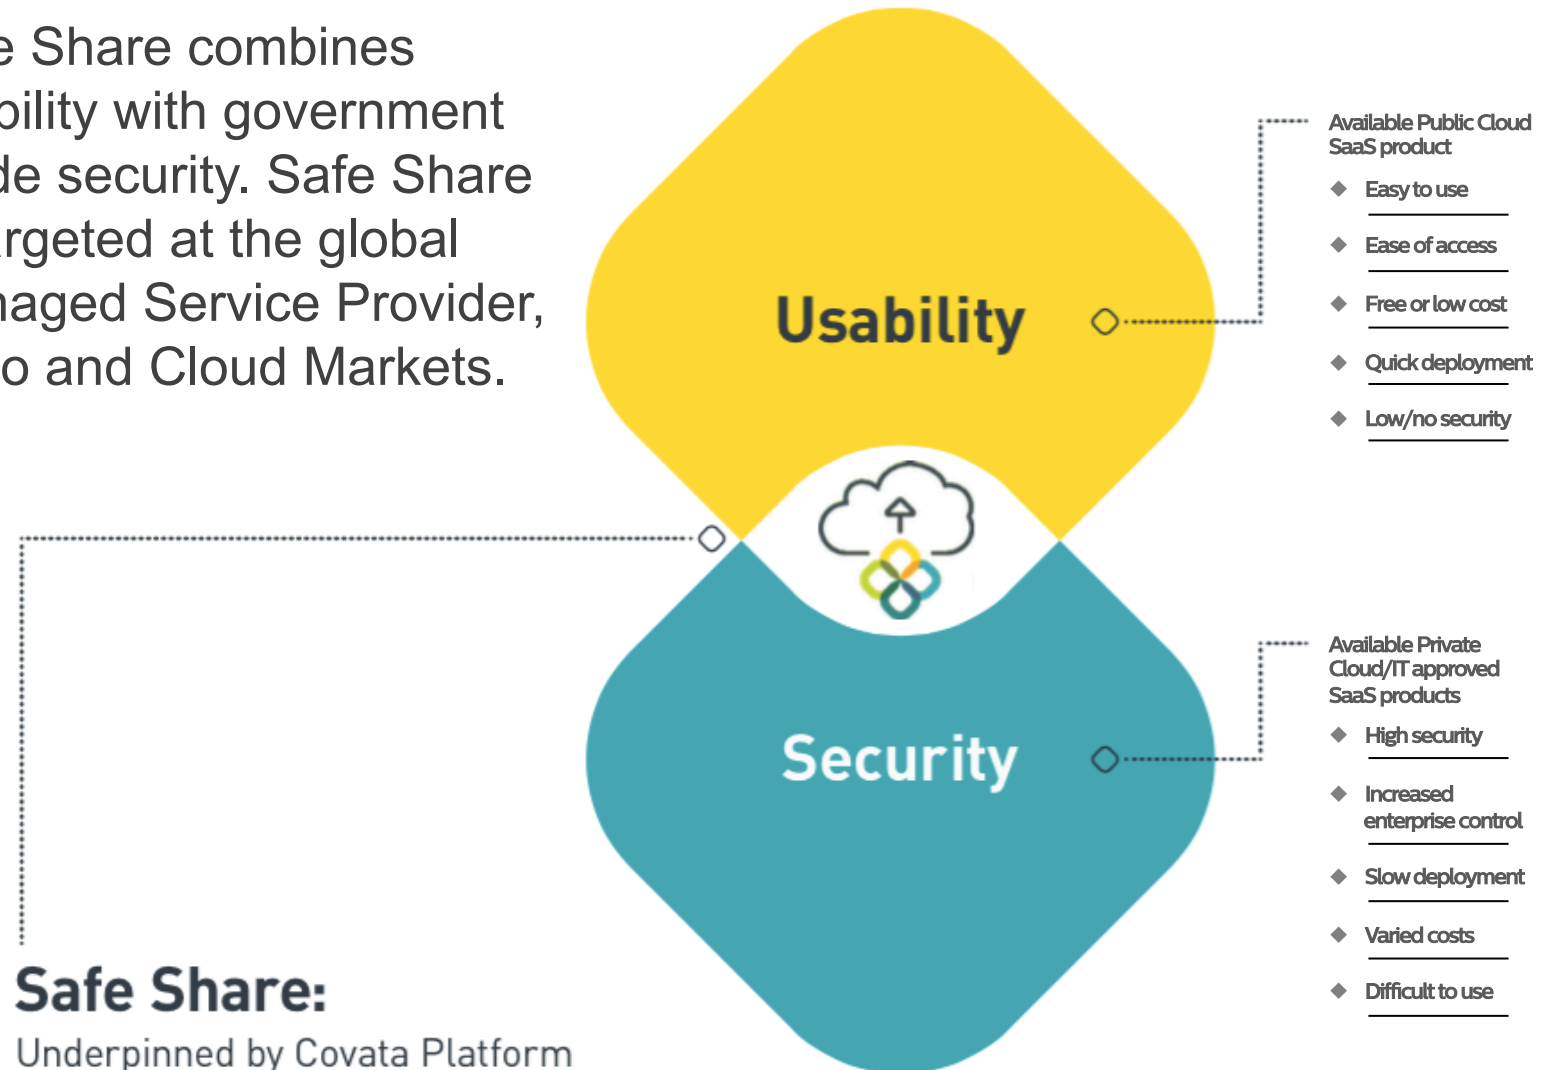 e Share combines
bility with government
de security. Safe Share
argeted at the global
naged Service Provider,
o and Cloud Markets.
Usability
Available Public Cloud
SaaS product
Easy to use
Ease of access
Free or low cost
Quick deployment
Low/no security
Security
Available Private
Cloud/IT approved
SaaS products
High security
Increased
enterprise control
Slow deployment
Varied costs
Difficult to use
Safe Share:
Underpinned by Covata Platform